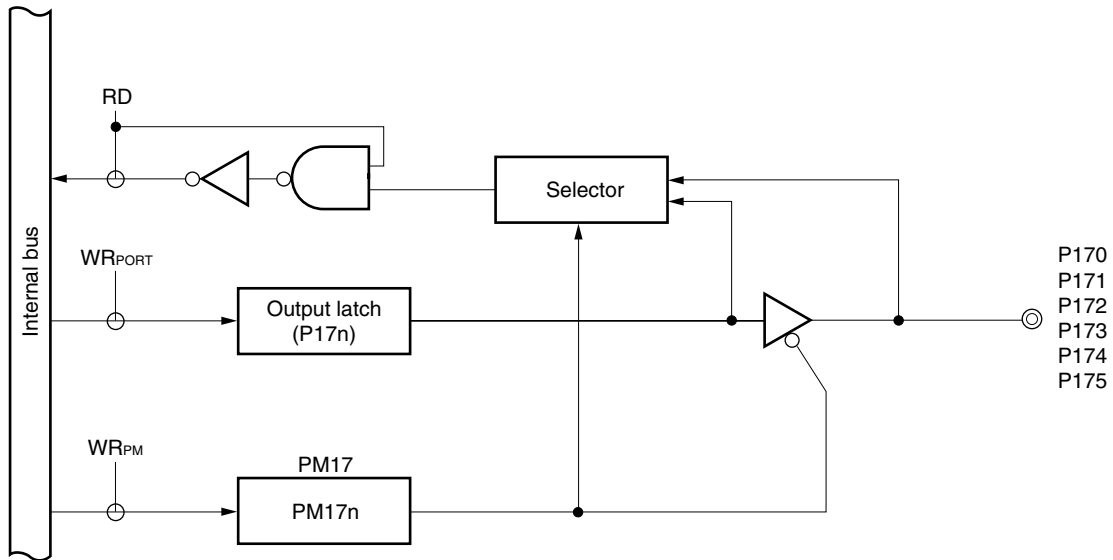 RD
Selector
Internal bus
WRPORT
Output latch
(P17n)
P170
P171
P172
P173
P174
P175
WRPM
PM17
PM17n